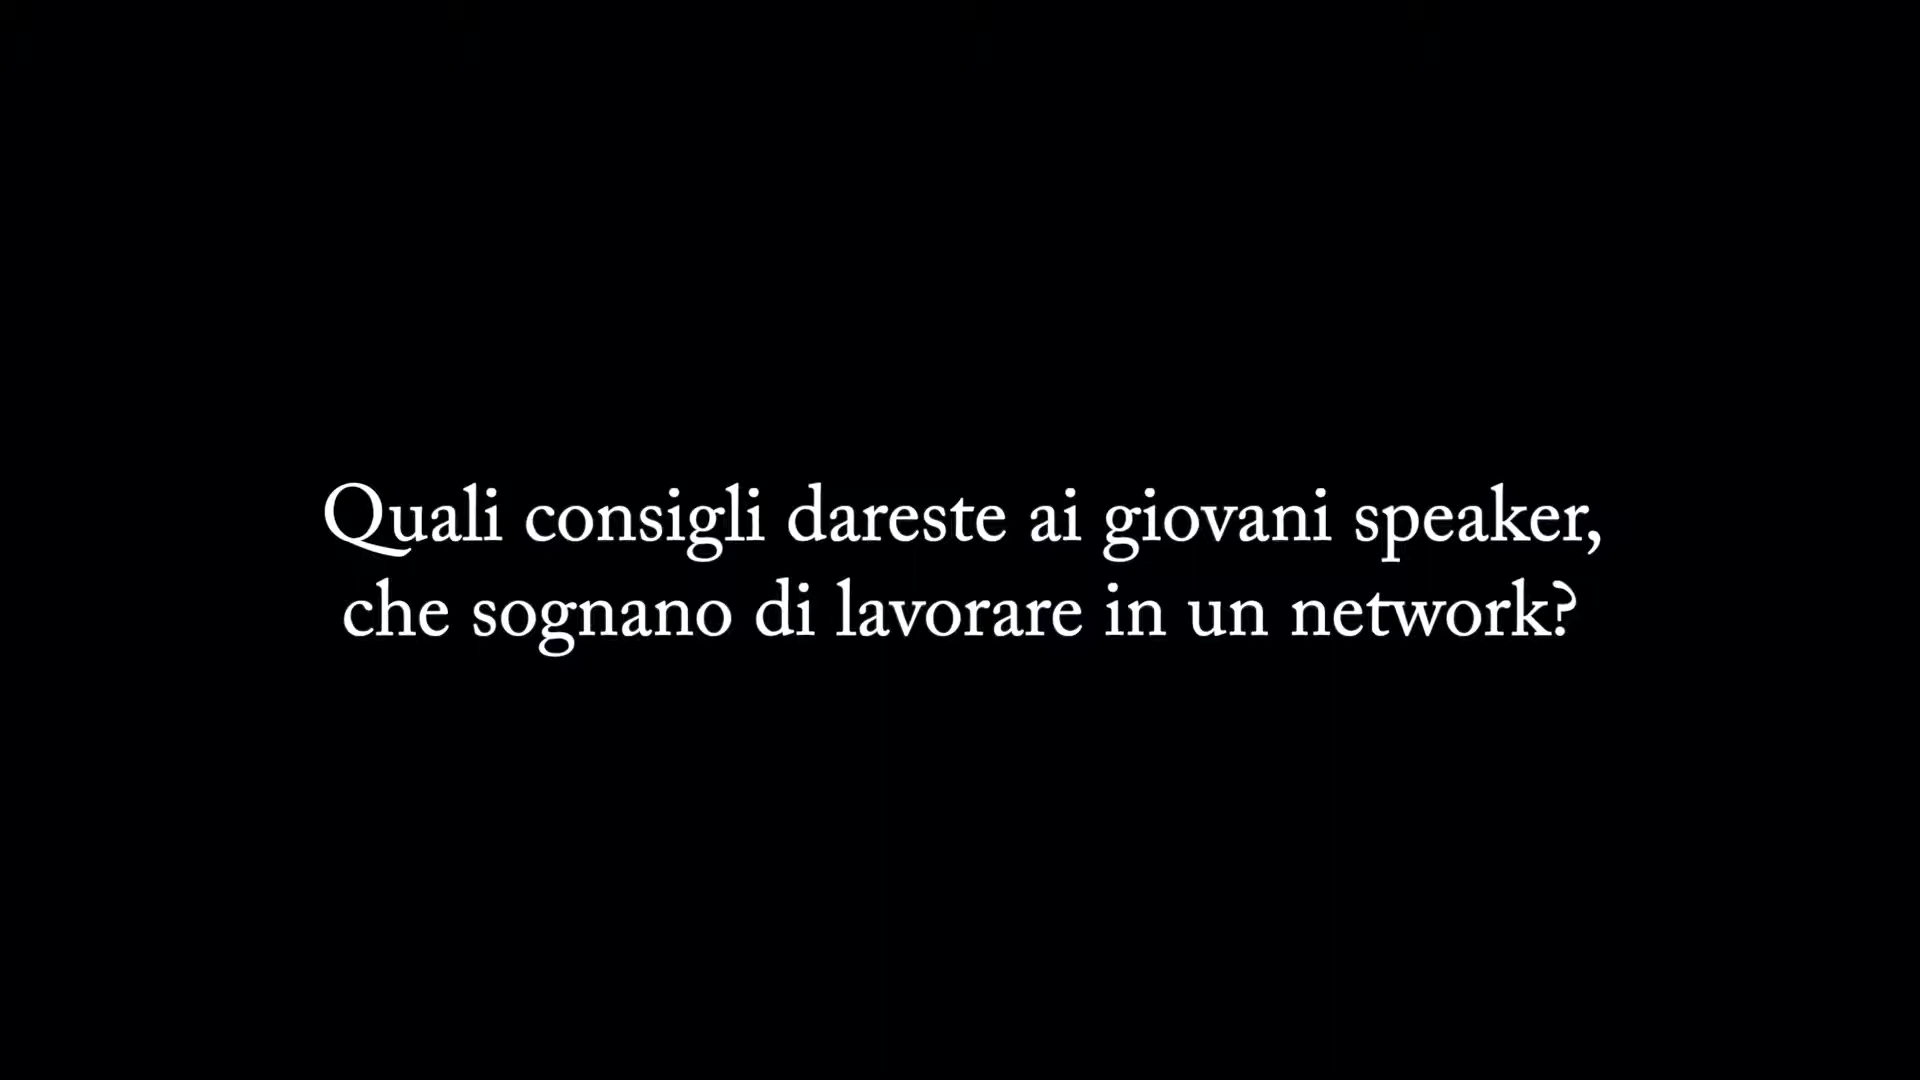 Quali consigli dareste ai giovani speaker,
che sognano di lavorare in un network?